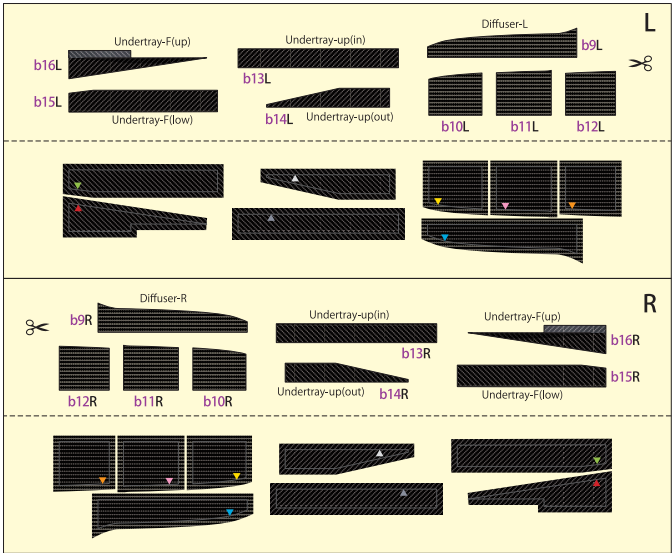 L
Undertray-F(up)
b16L
b15L
Undertray-F(low)
Undertray-up(in)
b13L
b14L
Undertray-up(out)
Diffuser-L
b9L
b10L
b11L
b12L
R
Diffuser-R
b9R
b12R
b11R
b10R
Undertray-up(in)
b13R
Undertray-up(out)
b14R
Undertray-F(up)
b16R
b15R
Undertray-F(low)